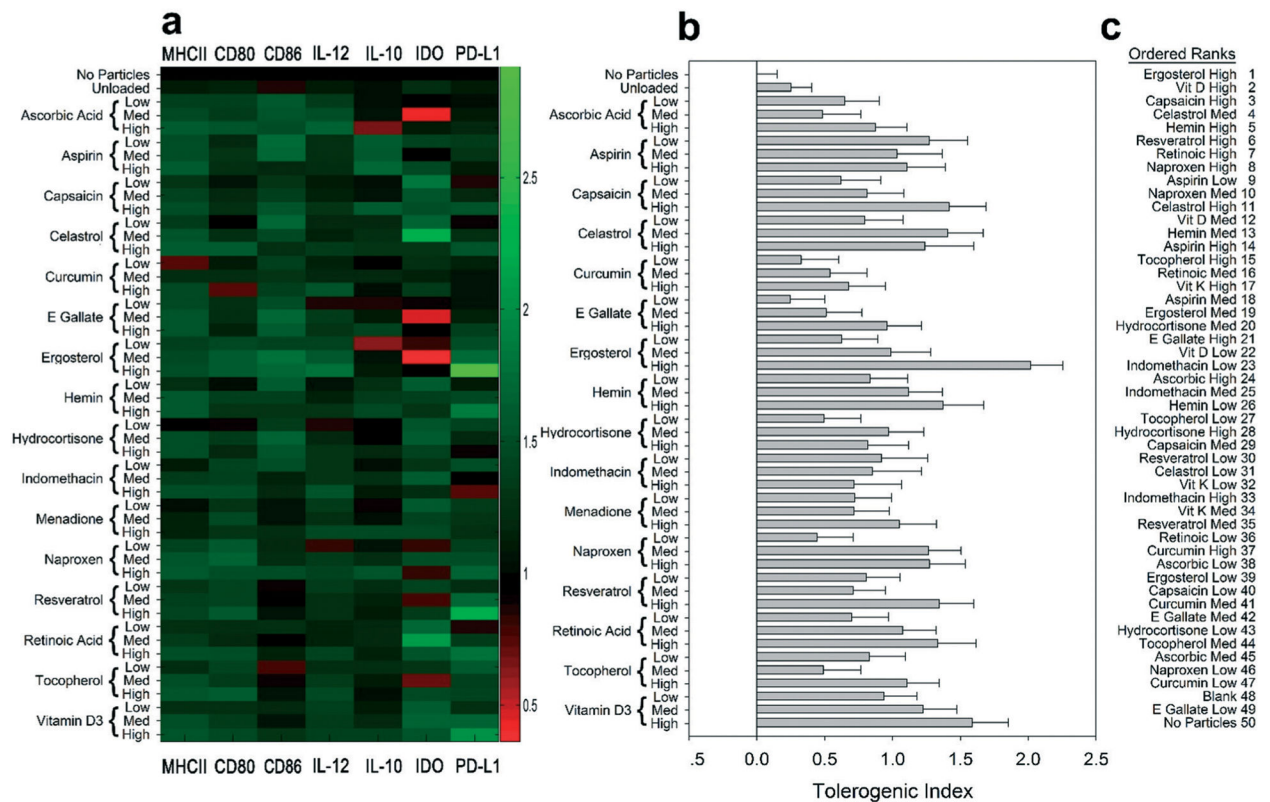 a
MHCII CD80 CD86 IL-12 IL-10 IDO PD-L1
No Particles
Unloaded
Ascorbic Acid { Low
Med
High
Aspirin { Low
Med
High
Capsaicin { Low
Med
High
Celastrol { Low
Med
High
Curcumin { Low
Med
High
E Gallate { Low
Med
High
Ergosterol { Low
Med
High
Hemin { Low
Med
High
Hydrocortisone { Low
Med
High
Indomethacin { Low
Med
High
Menadione { Low
Med
High
Naproxen { Low
Med
High
Resveratrol { Low
Med
High
Retinoic Acid { Low
Med
High
Tocopherol { Low
Med
High
Vitamin D3 { Low
Med
High
MHCII CD80 CD86 IL-12 IL-10 IDO PD-L1
2.5
2
1.5
1
0.5
b
No Particles
Unloaded
Ascorbic Acid { Low
Med
High
Aspirin { Low
Med
High
Capsaicin { Low
Med
High
Celastrol { Low
Med
High
Curcumin { Low
Med
High
E Gallate { Low
Med
High
Ergosterol { Low
Med
High
Hemin { Low
Med
High
Hydrocortisone { Low
Med
High
Indomethacin { Low
Med
High
Menadione { Low
Med
High
Naproxen { Low
Med
High
Resveratrol { Low
Med
High
Retinoic Acid { Low
Med
High
Tocopherol { Low
Med
High
Vitamin D3 { Low
Med
High
.5 0.0 0.5 1.0 1.5 2.0 2.5
Tolerogenic Index
c
Ordered Ranks
Ergosterol High 1
Vit D High 2
Capsaicin High 3
Celastrol Med 4
Hemin High 5
Resveratrol High 6
Retinoic High 7
Naproxen High 8
Aspirin Low 9
Naproxen Med 10
Celastrol High 11
Vit D Med 12
Hemin Med 13
Aspirin High 14
Tocopherol High 15
Retinoic Med 16
Vit K High 17
Aspirin Med 18
Ergosterol Med 19
Hydrocortisone Med 20
E Gallate High 21
Vit D Low 22
Indomethacin Low 23
Ascorbic High 24
Indomethacin Med 25
Hemin Low 26
Tocopherol Low 27
Hydrocortisone High 28
Capsaicin Med 29
Resveratrol Low 30
Celastrol Low 31
Vit K Low 32
Indomethacin High 33
Vit K Med 34
Resveratrol Med 35
Retinoic Low 36
Curcumin High 37
Ascorbic Low 38
Ergosterol Low 39
Capsaicin Low 40
Curcumin Med 41
E Gallate Med 42
Hydrocortisone Low 43
Tocopherol Med 44
Ascorbic Med 45
Naproxen Low 46
Curcumin Low 47
Blank 48
E Gallate Low 49
No Particles 50